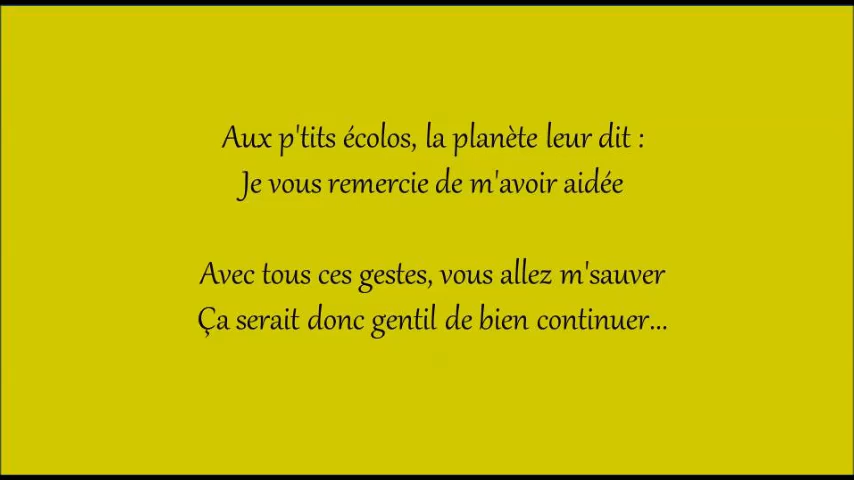 Aux p'tits écolos, la planète leur dit :
Je vous remercie de m'avoir aidée
Avec tous ces gestes, vous allez m'sauver
Ça serait donc gentil de bien continuer...